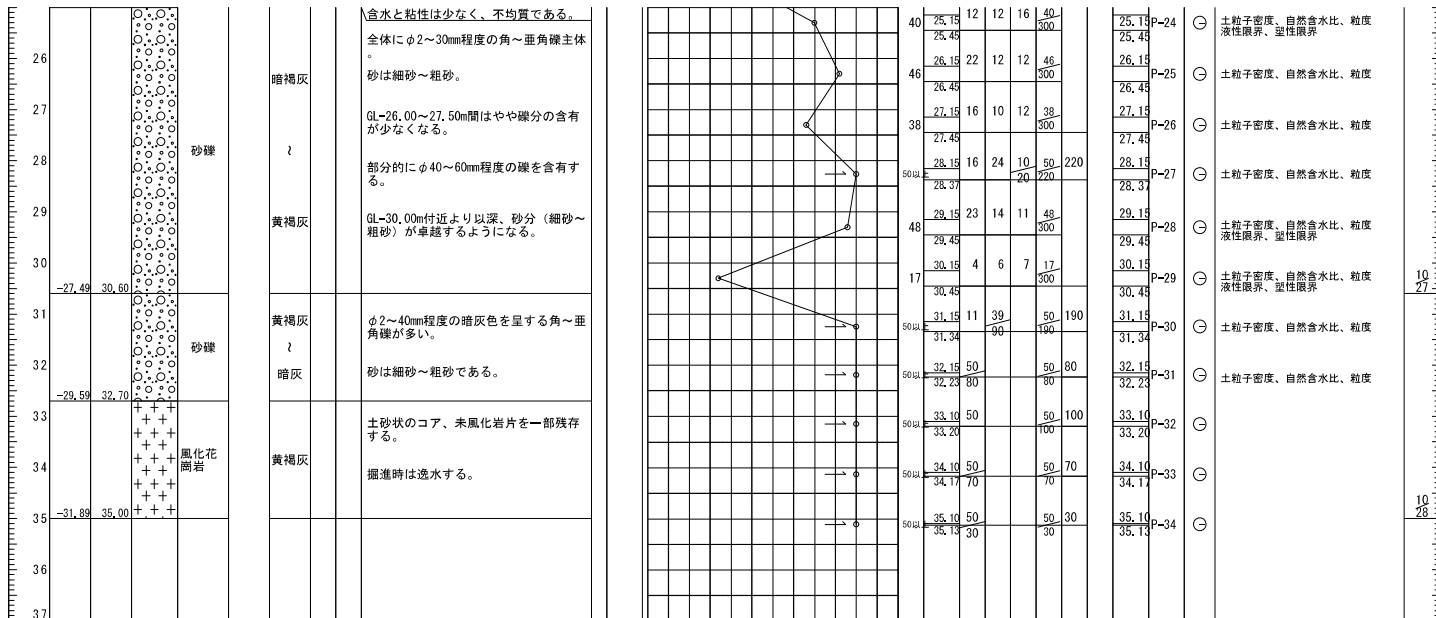 含水と粘性は少なく、不均質である。
40 25.15 12 12 16 40 25.15 P-24 土粒子密度、自然含水比、粒度
25.45 300 25.45 液性限界、塑性限界
全体にφ2～30mm程度の角～亜角礫主体
。
26
暗褐灰 砂は細砂～粗砂。
46 26.15 22 12 12 46 26.15 P-25 土粒子密度、自然含水比、粒度
26.45 300 26.45
27
GL-26.00～27.50m間はやや礫分の含有
が少なくなる。
38 27.15 16 10 12 38 27.15 P-26 土粒子密度、自然含水比、粒度
27.45 300 27.45
砂礫 ～
28
部分的にφ40～60mm程度の礫を含有す
る。
50以上 28.15 16 24 10 50 220 28.15 P-27 土粒子密度、自然含水比、粒度
28.37 20 220 28.37
29
黄褐灰 GL-30.00m付近より以深、砂分（細砂～
粗砂）が卓越するようになる。
48 29.15 23 14 11 48 29.15 P-28 土粒子密度、自然含水比、粒度
29.45 300 29.45 液性限界、塑性限界
30
17 30.15 4 6 7 17 30.15 P-29 土粒子密度、自然含水比、粒度
30.45 300 30.45 液性限界、塑性限界
-27.49 30.60 10
27
31
黄褐灰 φ2～40mm程度の暗灰色を呈する角～亜
角礫が多い。
50以上 31.15 11 39 50 190 31.15 P-30 土粒子密度、自然含水比、粒度
31.34 90 190 31.34
砂礫 ～
32
暗灰 砂は細砂～粗砂である。
50以上 32.15 50 50 80 32.15 P-31 土粒子密度、自然含水比、粒度
32.23 80 80 32.23
-29.59 32.70
33
土砂状のコア、未風化岩片を一部残存
する。
50以上 33.10 50 50 100 33.10 P-32
33.20 100 33.20
風化花
崗岩
黄褐灰
34
掘進時は逸水する。
50以上 34.10 50 50 70 34.10 P-33
34.17 70 70 34.17
-31.89 35.00 10
28
35
50以上 35.10 50 50 30 35.10 P-34
35.13 30 30 35.13
36
37